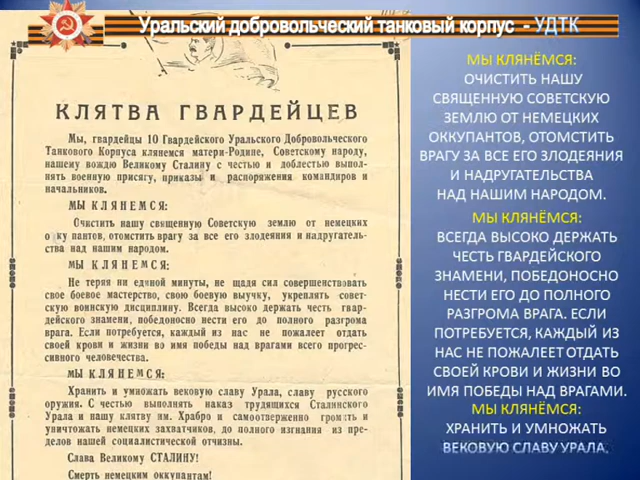 Уральский добровольческий танковый корпус - УДТК
КЛЯТВА ГВАРДЕЙЦЕВ
Мы, гвардейцы 10 Гвардейского Уральского Добровольческого
Танкового Корпуса клянемся матери-Родине, Советскому народу,
нашему вождю Великому Сталину с честью и доблестью выпол-
нять военную присягу, приказы и распоряжения командиров и
начальников.
МЫ КЛЯНЕМСЯ:
Очистить нашу священную Советскую землю от немецких
о ку пантов, отомстить врагу за все его злодеяния и надругатель-
ства над нашим народом.
МЫ КЛЯНЕМСЯ:
Не теряя ни единой минуты, не щадя сил совершенствовать
свое боевое мастерство, свою боевую выучку, укреплять совет-
скую воинскую дисциплину. Всегда высоко держать честь гвар-
дейского знамени, победоносно нести его до полного разгрома
врага. Если потребуется, каждый из нас не пожалеет отдать
своей крови и жизни во имя победы над врагами всего прогрес-
сивного человечества.
МЫ КЛЯНЕМСЯ:
Хранить и умножать вековую славу Урала, славу русского
оружия. С честью выполнять наказ трудящихся Сталинского
Урала и нашу клятву им. Храбро и самоотверженно громить и
уничтожать немецких захватчиков, до полного изгнания из пре-
делов нашей социалистической отчизны.
Слава Великому СТАЛИНУ!
Смерть немецким оккупантам!
МЫ КЛЯНЁМСЯ:
ОЧИСТИТЬ НАШУ
СВЯЩЕННУЮ СОВЕТСКУЮ
ЗЕМЛЮ ОТ НЕМЕЦКИХ
ОККУПАНТОВ, ОТОМСТИТЬ
ВРАГУ ЗА ВСЕ ЕГО ЗЛОДЕЯНИЯ
И НАДРУГАТЕЛЬСТВА
НАД НАШИМ НАРОДОМ.
МЫ КЛЯНЁМСЯ:
ВСЕГДА ВЫСОКО ДЕРЖАТЬ
ЧЕСТЬ ГВАРДЕЙСКОГО
ЗНАМЕНИ, ПОБЕДОНОСНО
НЕСТИ ЕГО ДО ПОЛНОГО
РАЗГРОМА ВРАГА. ЕСЛИ
ПОТРЕБУЕТСЯ, КАЖДЫЙ ИЗ
НАС НЕ ПОЖАЛЕЕТ ОТДАТЬ
СВОЕЙ КРОВИ И ЖИЗНИ ВО
ИМЯ ПОБЕДЫ НАД ВРАГАМИ.
МЫ КЛЯНЁМСЯ:
ХРАНИТЬ И УМНОЖАТЬ
ВЕКОВУЮ СЛАВУ УРАЛА.